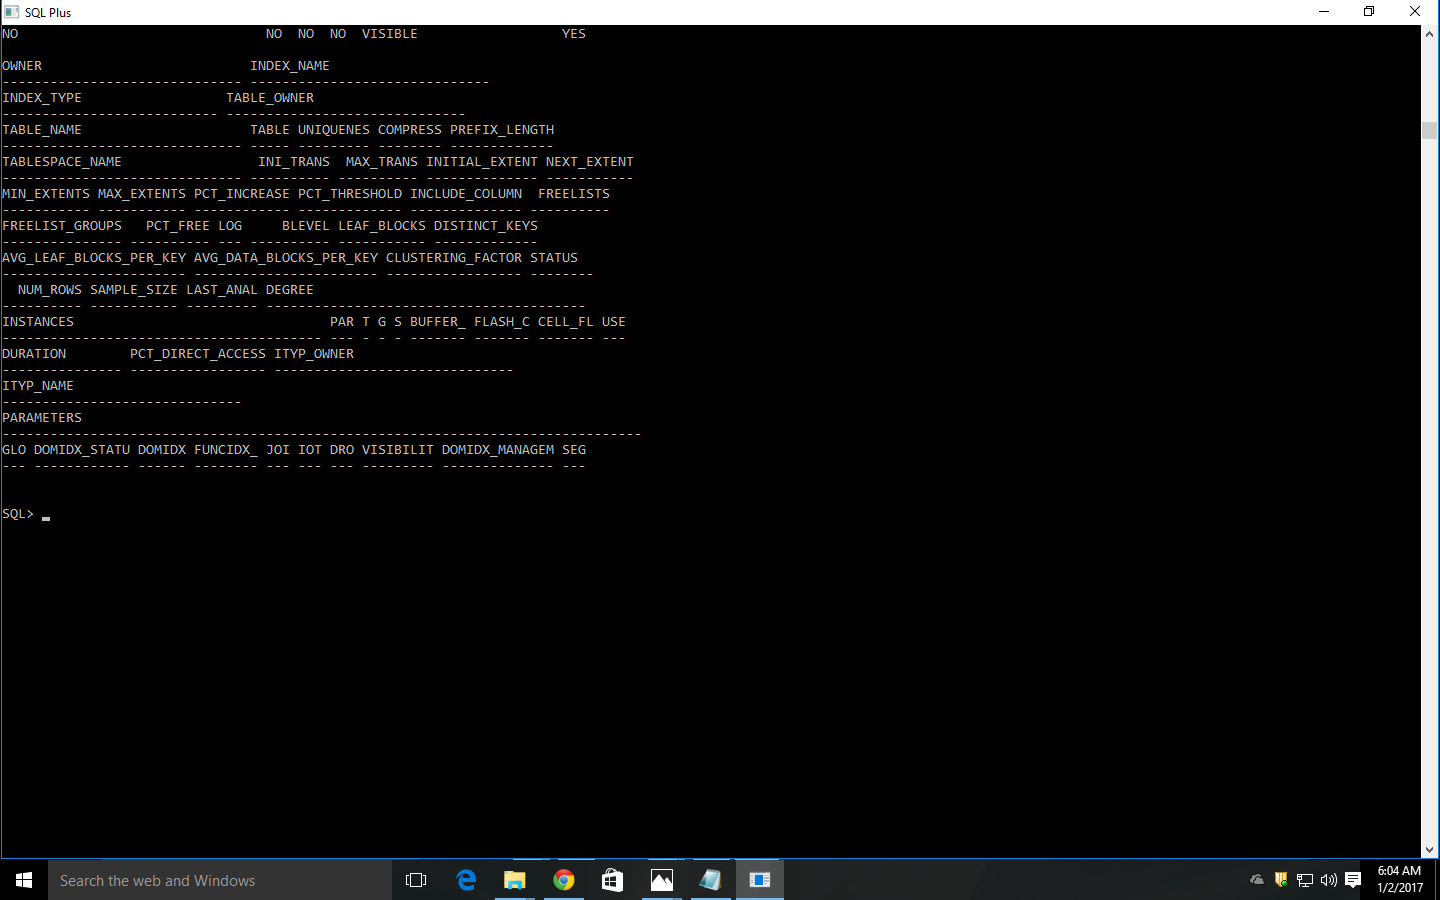 SQL Plus
NO NO NO NO VISIBLE YES
OWNER INDEX_NAME
------------------------------ ------------------------------
INDEX_TYPE TABLE_OWNER
--------------------------- ------------------------------
TABLE_NAME TABLE UNIQUENES COMPRESS PREFIX_LENGTH
------------------------------ ----- --------- -------- -------------
TABLESPACE_NAME INI_TRANS MAX_TRANS INITIAL_EXTENT NEXT_EXTENT
------------------------------ ---------- ---------- -------------- -----------
MIN_EXTENTS MAX_EXTENTS PCT_INCREASE PCT_THRESHOLD INCLUDE_COLUMN FREELISTS
----------- ----------- ------------ ------------- -------------- ----------
FREELIST_GROUPS PCT_FREE LOG BLEVEL LEAF_BLOCKS DISTINCT_KEYS
--------------- ---------- --- ---------- ----------- -------------
AVG_LEAF_BLOCKS_PER_KEY AVG_DATA_BLOCKS_PER_KEY CLUSTERING_FACTOR STATUS
----------------------- ----------------------- ----------------- --------
NUM_ROWS SAMPLE_SIZE LAST_ANAL DEGREE
---------- ----------- --------- ----------------------------------------
INSTANCES PAR T G S BUFFER_ FLASH_C CELL_FL USE
---------------------------------------- --- - - - ------- ------- ------- ---
DURATION PCT_DIRECT_ACCESS ITYP_OWNER
--------------- ----------------- ------------------------------
ITYP_NAME
------------------------------
PARAMETERS
--------------------------------------------------------------------------------
GLO DOMIDX_STATU DOMIDX FUNCIDX_ JOI IOT DRO VISIBILIT DOMIDX_MANAGEM SEG
--- ------------ ------ -------- --- --- --- --------- -------------- ---
SQL> _
Search the web and Windows
6:04 AM
1/2/2017